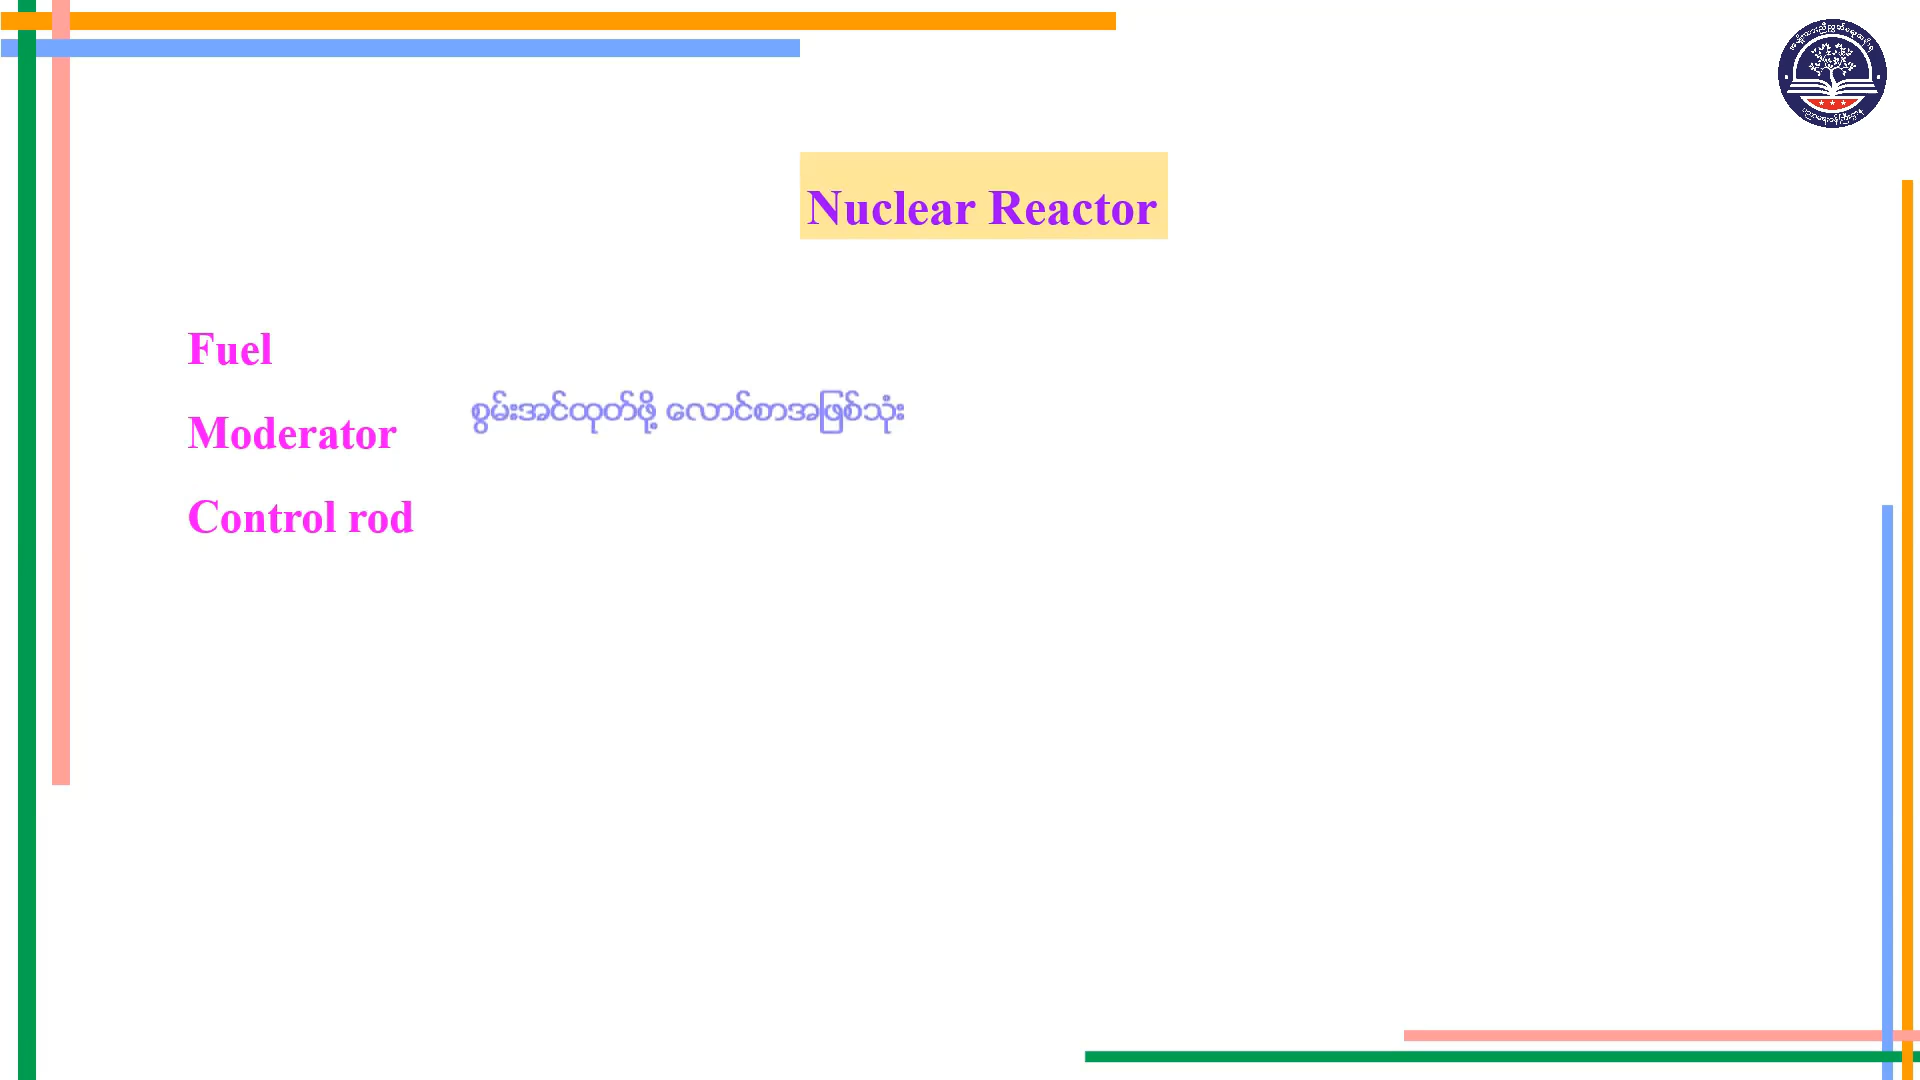 Nuclear Reactor
Fuel
စွမ်းအင်ထုတ်ဖို့ လောင်စာအဖြစ်သုံး
Moderator
Control rod